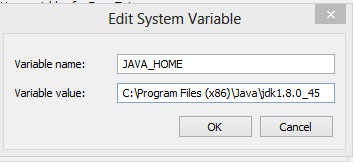 Edit System Variable
Variable name: JAVA_HOME
Variable value: C:\Program Files (x86)\Java\jdk1.8.0_45
OK Cancel